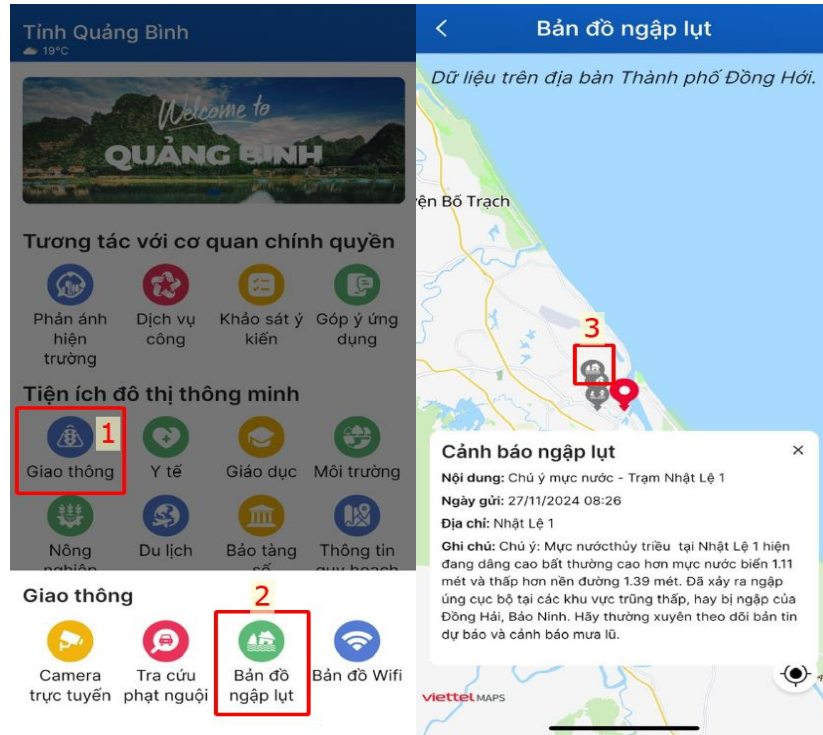 Tỉnh Quảng Bình
19°C
Welcome to
QUẢNG BÌNH
Tương tác với cơ quan chính quyền
Phản ánh hiện trường
Dịch vụ công
Khảo sát ý kiến
Góp ý ứng dụng
Tiện ích đô thị thông minh
1
Giao thông
Y tế
Giáo dục
Môi trường
Nông nghiệp
Du lịch
Bảo tàng số
Thông tin quy hoạch
Giao thông
2
Camera trực tuyến
Tra cứu phạt nguội
Bản đồ ngập lụt
Bản đồ Wifi
Bản đồ ngập lụt
Dữ liệu trên địa bàn Thành phố Đồng Hới.
ện Bố Trạch
3
Cảnh báo ngập lụt
×
Nội dung: Chú ý mực nước - Trạm Nhật Lệ 1
Ngày gửi: 27/11/2024 08:26
Địa chỉ: Nhật Lệ 1
Ghi chú: Chú ý: Mực nướcthủy triều tại Nhật Lệ 1 hiện
đang dâng cao bất thường cao hơn mực nước biển 1.11
mét và thấp hơn nền đường 1.39 mét. Đã xảy ra ngập
úng cục bộ tại các khu vực trũng thấp, hay bị ngập của
Đồng Hải, Bảo Ninh. Hãy thường xuyên theo dõi bản tin
dự báo và cảnh báo mưa lũ.
viettel MAPS